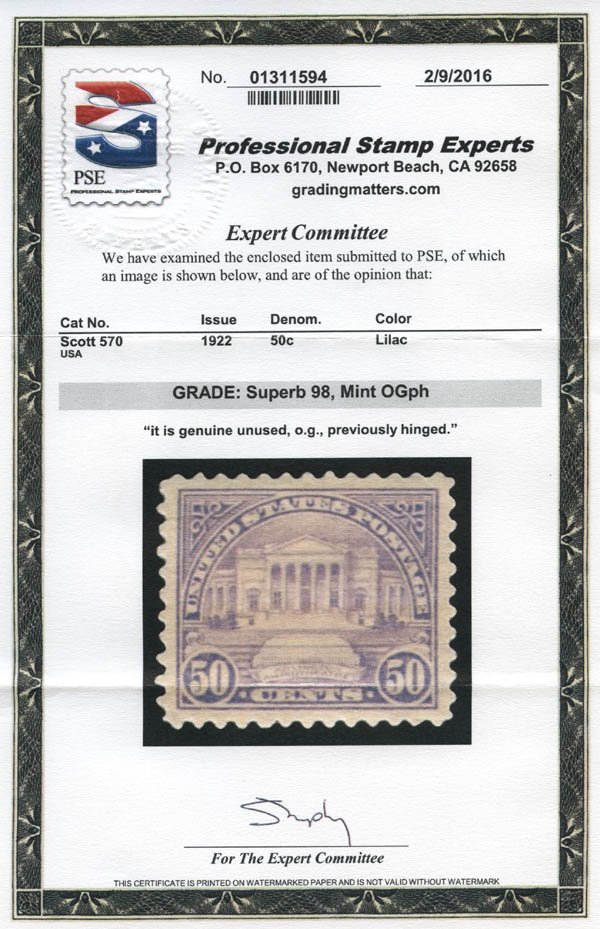 No. 01311594 2/9/2016
PSE
PROFESSIONAL STAMP EXPERTS
Professional Stamp Experts
P.O. Box 6170, Newport Beach, CA 92658
gradingmatters.com
Expert Committee
We have examined the enclosed item submitted to PSE, of which
an image is shown below, and are of the opinion that:
Cat No. Issue Denom. Color
Scott 570 1922 50c Lilac
USA
GRADE: Superb 98, Mint OGph
“it is genuine unused, o.g., previously hinged.”
UNITED STATES POSTAGE
50 CENTS 50
For The Expert Committee
THIS CERTIFICATE IS PRINTED ON WATERMARKED PAPER AND IS NOT VALID WITHOUT WATERMARK